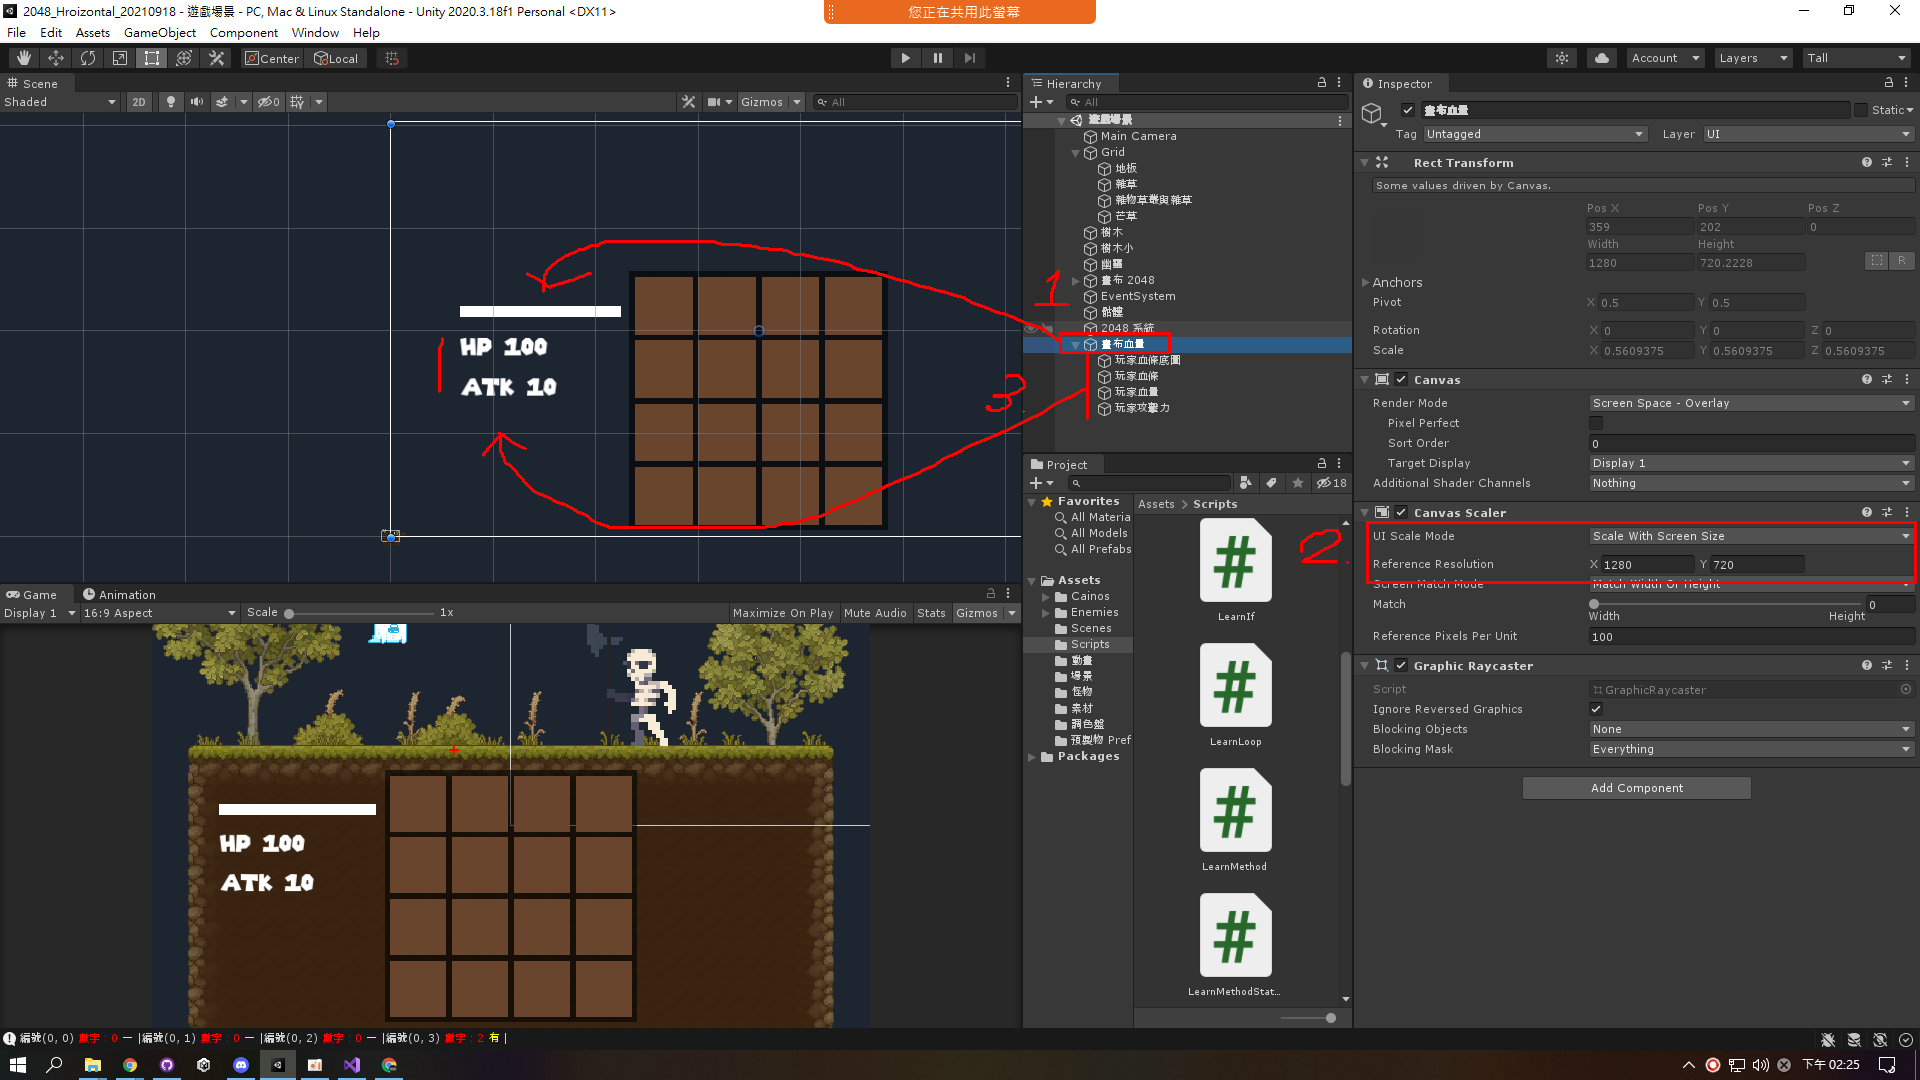 2048_Hroizontal_20210918 - 遊戲場景 - PC, Mac & Linux Standalone - Unity 2020.3.18f1 Personal <DX11>
您正在共用此螢幕
File Edit Assets GameObject Component Window Help
Center Local
Account Layers Tall
Scene
Shaded 2D 0 Gizmos All
HP 100
ATK 10
Hierarchy
All
遊戲場景
Main Camera
Grid
地板
雜草
雜物草叢與雜草
芒草
樹木
樹木小
幽靈
畫布 2048
EventSystem
骷髏
2048 系統
畫布血量
玩家血條底圖
玩家血條
玩家血量
玩家攻擊力
1
3
2.
Project
18
Favorites
All Materia
All Models
All Prefabs
Assets
Cainos
Enemies
Scenes
Scripts
動畫
場景
怪物
素材
調色盤
預製物 Pref
Packages
Assets > Scripts
LearnIf
LearnLoop
LearnMethod
LearnMethodStat...
Inspector
畫布血量 Static
Tag Untagged Layer UI
Rect Transform
Some values driven by Canvas.
Pos X Pos Y Pos Z
359 202 0
Width Height
1280 720.2228 R
Anchors
Pivot X 0.5 Y 0.5
Rotation X 0 Y 0 Z 0
Scale X 0.5609375 Y 0.5609375 Z 0.5609375
Canvas
Render Mode Screen Space - Overlay
Pixel Perfect
Sort Order 0
Target Display Display 1
Additional Shader Channels Nothing
Canvas Scaler
UI Scale Mode Scale With Screen Size
Reference Resolution X 1280 Y 720
Screen Match Mode Match Width Or Height
Match 0
Width Height
Reference Pixels Per Unit 100
Graphic Raycaster
Script GraphicRaycaster
Ignore Reversed Graphics
Blocking Objects None
Blocking Mask Everything
Add Component
Game Animation
Display 1 16:9 Aspect Scale 1x Maximize On Play Mute Audio Stats Gizmos
HP 100
ATK 10
編號(0, 0) 數字 : 0 一 |編號(0, 1) 數字 : 0 一 |編號(0, 2) 數字 : 0 一 |編號(0, 3) 數字 : 2 有 |
下午 02:25